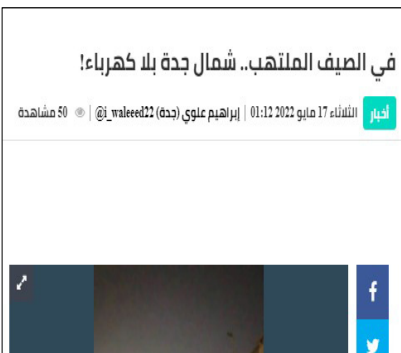 في الصيف الملتهب.. شمال جدة بلا كهرباء!
أخبار الثلاثاء 17 مايو 2022 01:12 | إبراهيم علوي (جدة) i_waleeed22@ | 50 مشاهدة